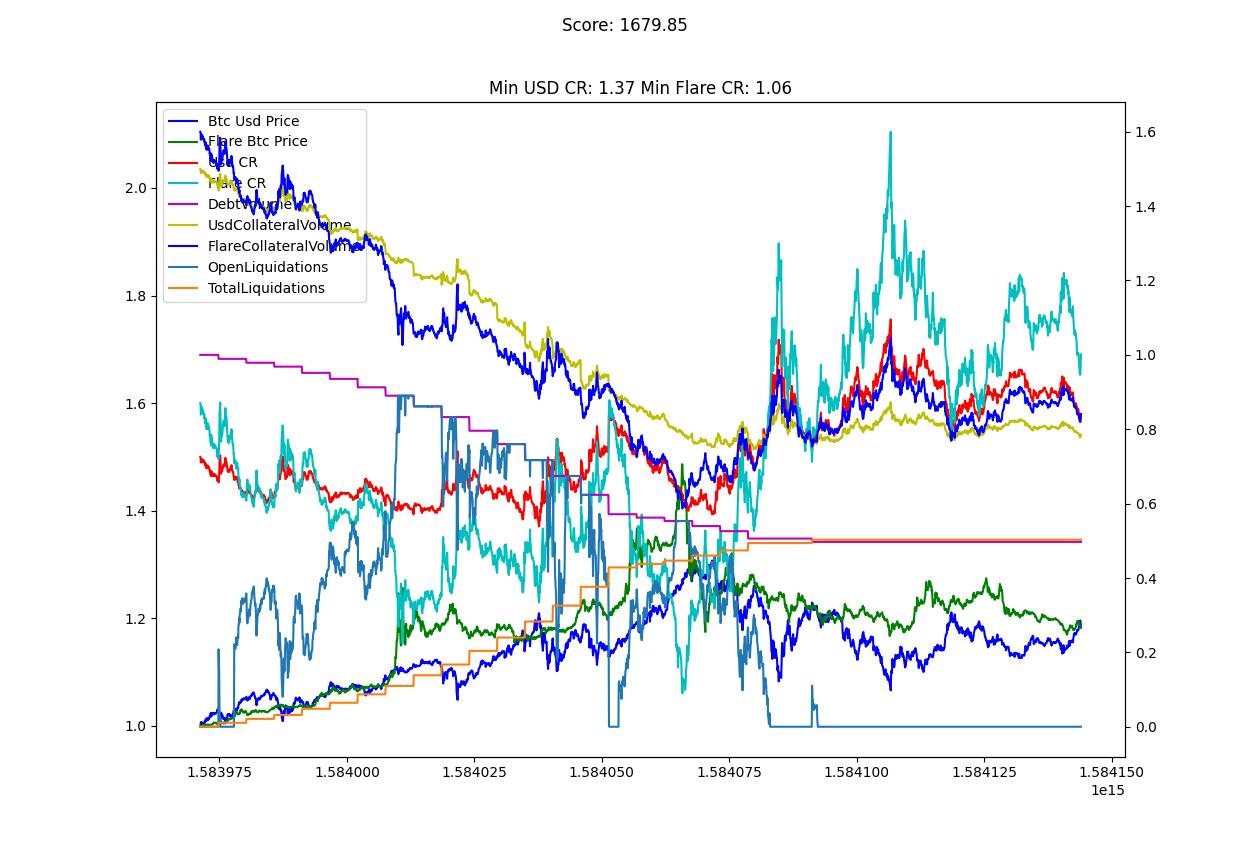 Score: 1679.85
Min USD CR: 1.37 Min Flare CR: 1.06
Btc Usd Price
Flare Btc Price
Usd CR
Flare CR
DebtVolume
UsdCollateralVolume
FlareCollateralVolume
OpenLiquidations
TotalLiquidations
2.0
1.8
1.6
1.4
1.2
1.0
1.6
1.4
1.2
1.0
0.8
0.6
0.4
0.2
0.0
1.583975 1.584000 1.584025 1.584050 1.584075 1.584100 1.584125 1.584150
1e15